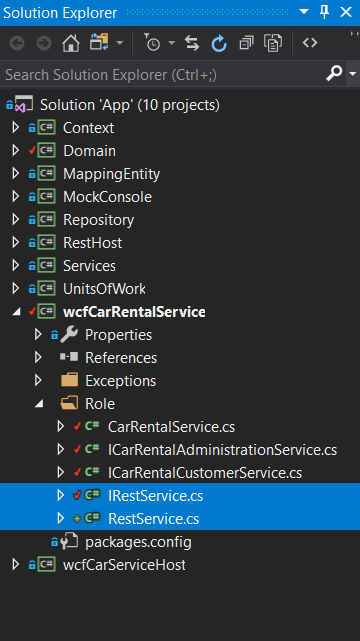 Solution Explorer
Search Solution Explorer (Ctrl+;)
Solution 'App' (10 projects)
C# Context
C# Domain
C# MappingEntity
C# MockConsole
C# Repository
C# RestHost
C# Services
C# UnitsOfWork
C# wcfCarRentalService
Properties
References
Exceptions
Role
C# CarRentalService.cs
C# ICarRentalAdministrationService.cs
C# ICarRentalCustomerService.cs
C# IRestService.cs
C# RestService.cs
packages.config
C# wcfCarServiceHost